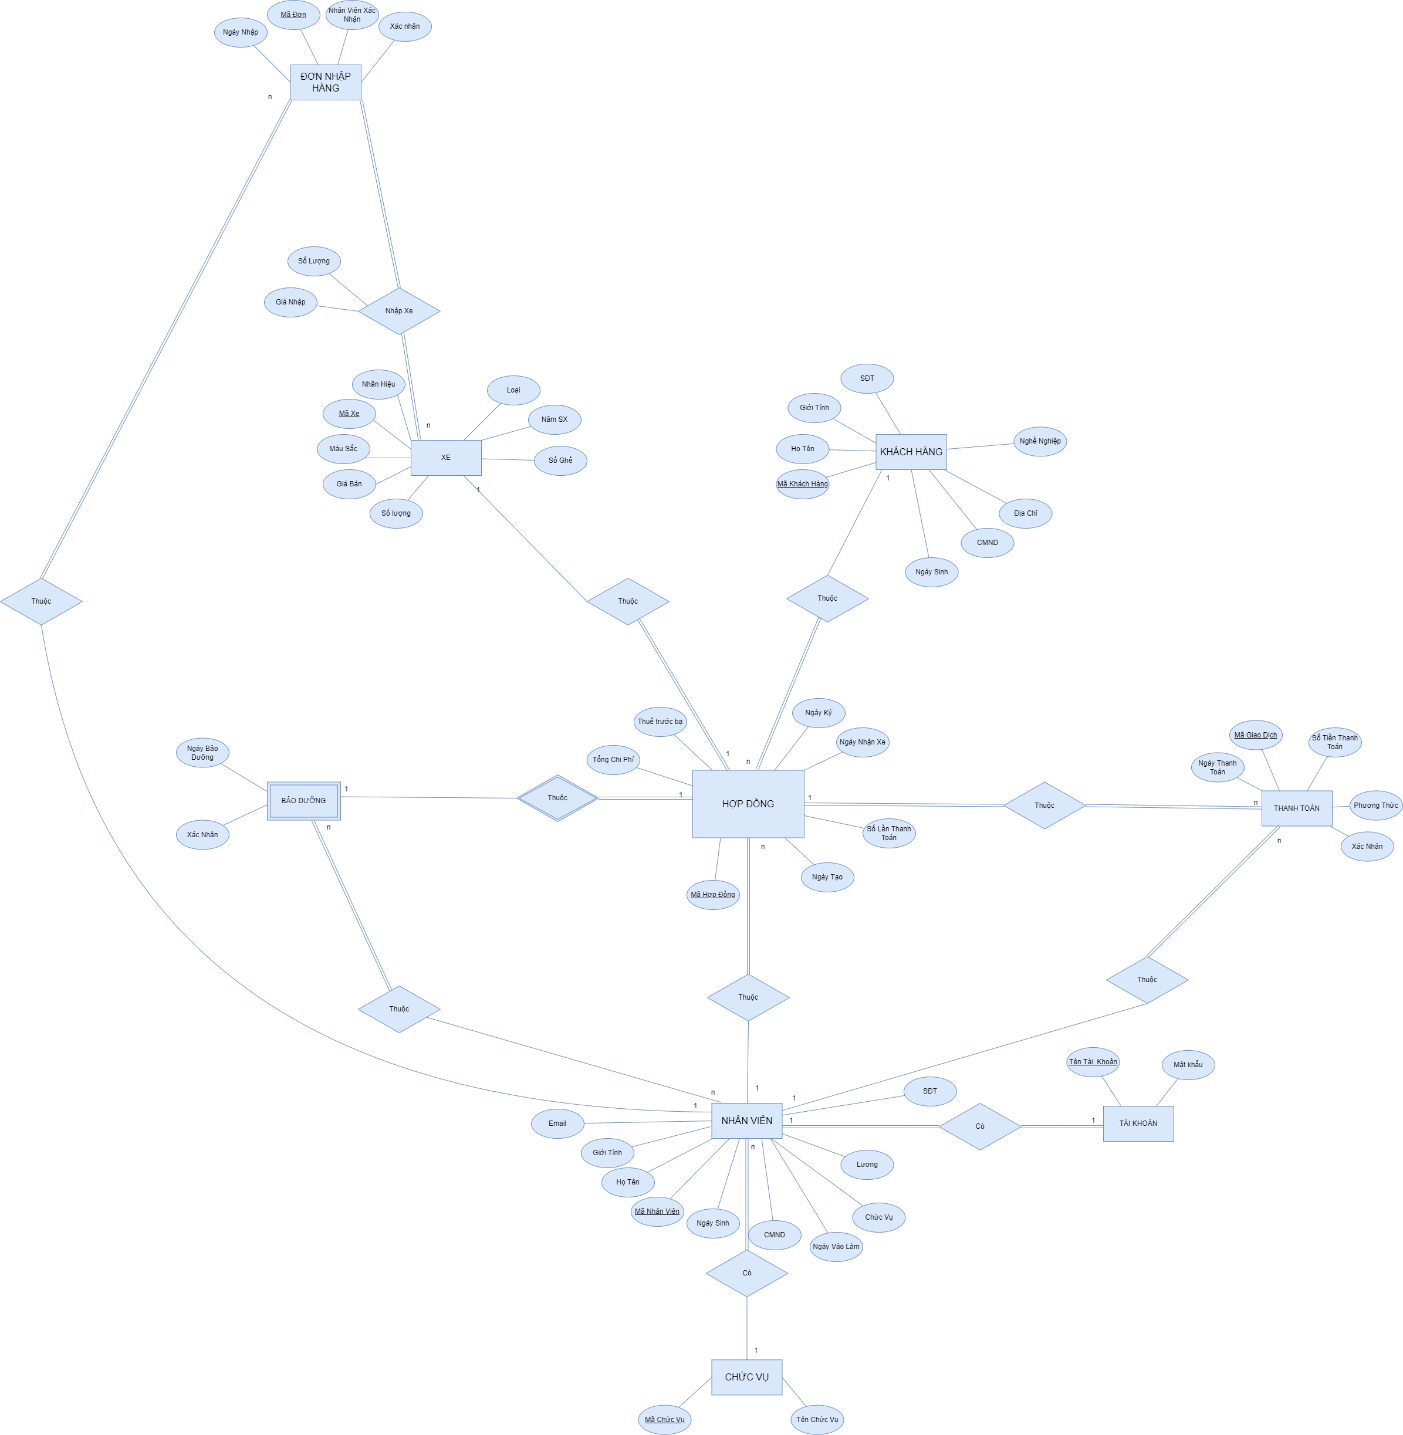 Mã Đơn
Nhân Viên Xác
Nhận
Xác nhận
Ngày Nhập
ĐƠN NHẬP
HÀNG
n
Số Lượng
Giá Nhập
Nhập Xe
n
Nhãn Hiệu
Loại
Mã Xe
Năm SX
Màu Sắc
XE
Số Ghế
Giá Bán
1
Số lượng
SĐT
Giới Tính
Họ Tên
KHÁCH HÀNG
Nghề Nghiệp
Mã Khách Hàng
1
Địa Chỉ
CMND
Ngày Sinh
Thuộc
Thuộc
Thuộc
Thuế trước bạ
Ngày Ký
Ngày Nhận Xe
Tổng Chi Phí
1
n
Mã Giao Dịch
Số Tiền Thanh
Toán
Ngày Thanh
Toán
Ngày Bảo
Dưỡng
BẢO DƯỠNG
1
Thuộc
1
HỢP ĐỒNG
1
Thuộc
n
THANH TOÁN
Phương Thức
Xác Nhận
n
Số Lần Thanh
Toán
n
n
Xác Nhận
Ngày Tạo
Mã Hợp Đồng
Thuộc
Thuộc
Thuộc
Tên Tài Khoản
Mật khẩu
n
1
1
1
SĐT
Email
NHÂN VIÊN
1
Có
1
TÀI KHOẢN
Giới Tính
n
Lương
Họ Tên
Mã Nhân Viên
Ngày Sinh
CMND
Ngày Vào Làm
Chức Vụ
Có
1
CHỨC VỤ
Mã Chức Vụ
Tên Chức Vụ